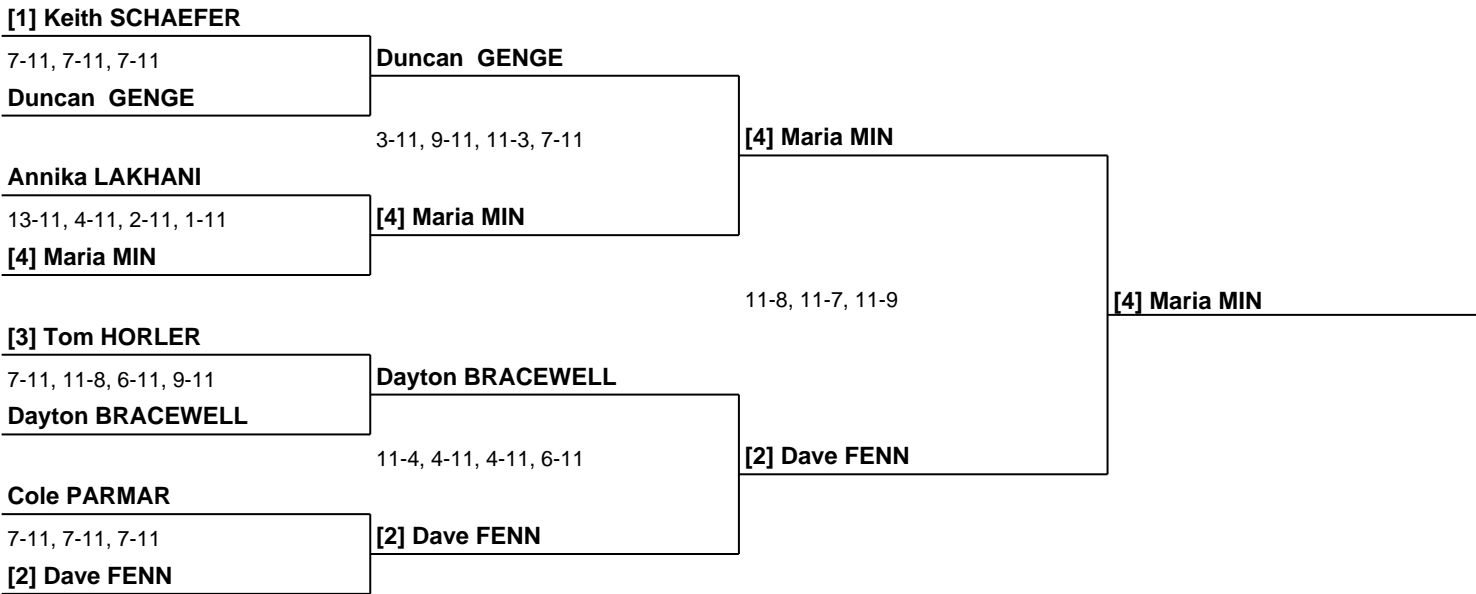 [1] Keith SCHAEFER
7-11, 7-11, 7-11
Duncan  GENGE
Duncan  GENGE
3-11, 9-11, 11-3, 7-11
[4] Maria MIN
Annika LAKHANI
13-11, 4-11, 2-11, 1-11
[4] Maria MIN
[4] Maria MIN
11-8, 11-7, 11-9
[4] Maria MIN
[3] Tom HORLER
7-11, 11-8, 6-11, 9-11
Dayton BRACEWELL
Dayton BRACEWELL
11-4, 4-11, 4-11, 6-11
[2] Dave FENN
Cole PARMAR
7-11, 7-11, 7-11
[2] Dave FENN
[2] Dave FENN